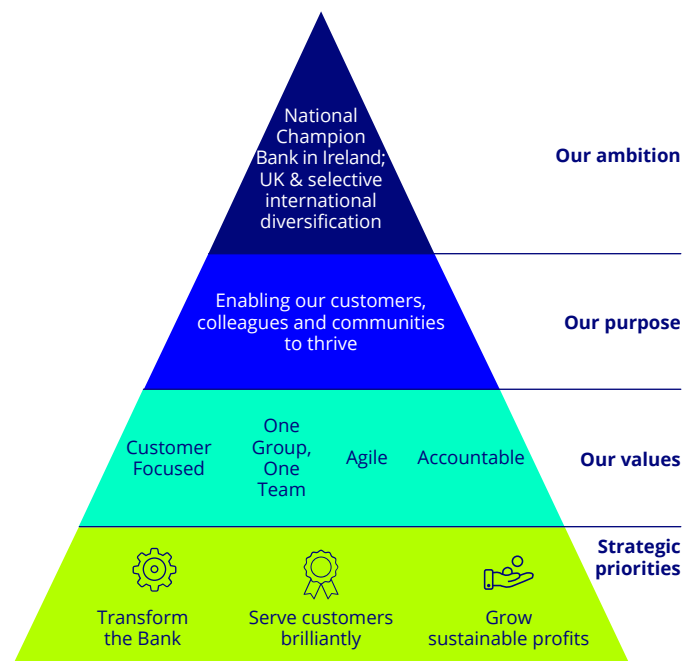 National
Champion
Bank in Ireland;
UK & selective
international
diversification
Our ambition
Enabling our customers,
colleagues and communities
to thrive
Our purpose
Customer
Focused
One
Group,
One
Team
Agile
Accountable
Our values
Strategic
priorities
Transform
the Bank
Serve customers
brilliantly
Grow
sustainable profits